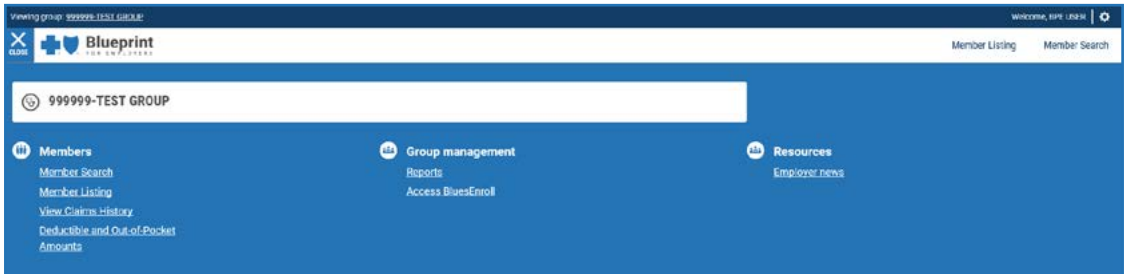 Viewing group: 999999-TEST GROUP
Welcome, BPE USER
CLOSE
Blueprint
FOR EMPLOYERS
Member Listing
Member Search
999999-TEST GROUP
Members
Member Search
Member Listing
View Claims History
Deductible and Out-of-Pocket
Amounts
Group management
Reports
Access BluesEnroll
Resources
Employer news